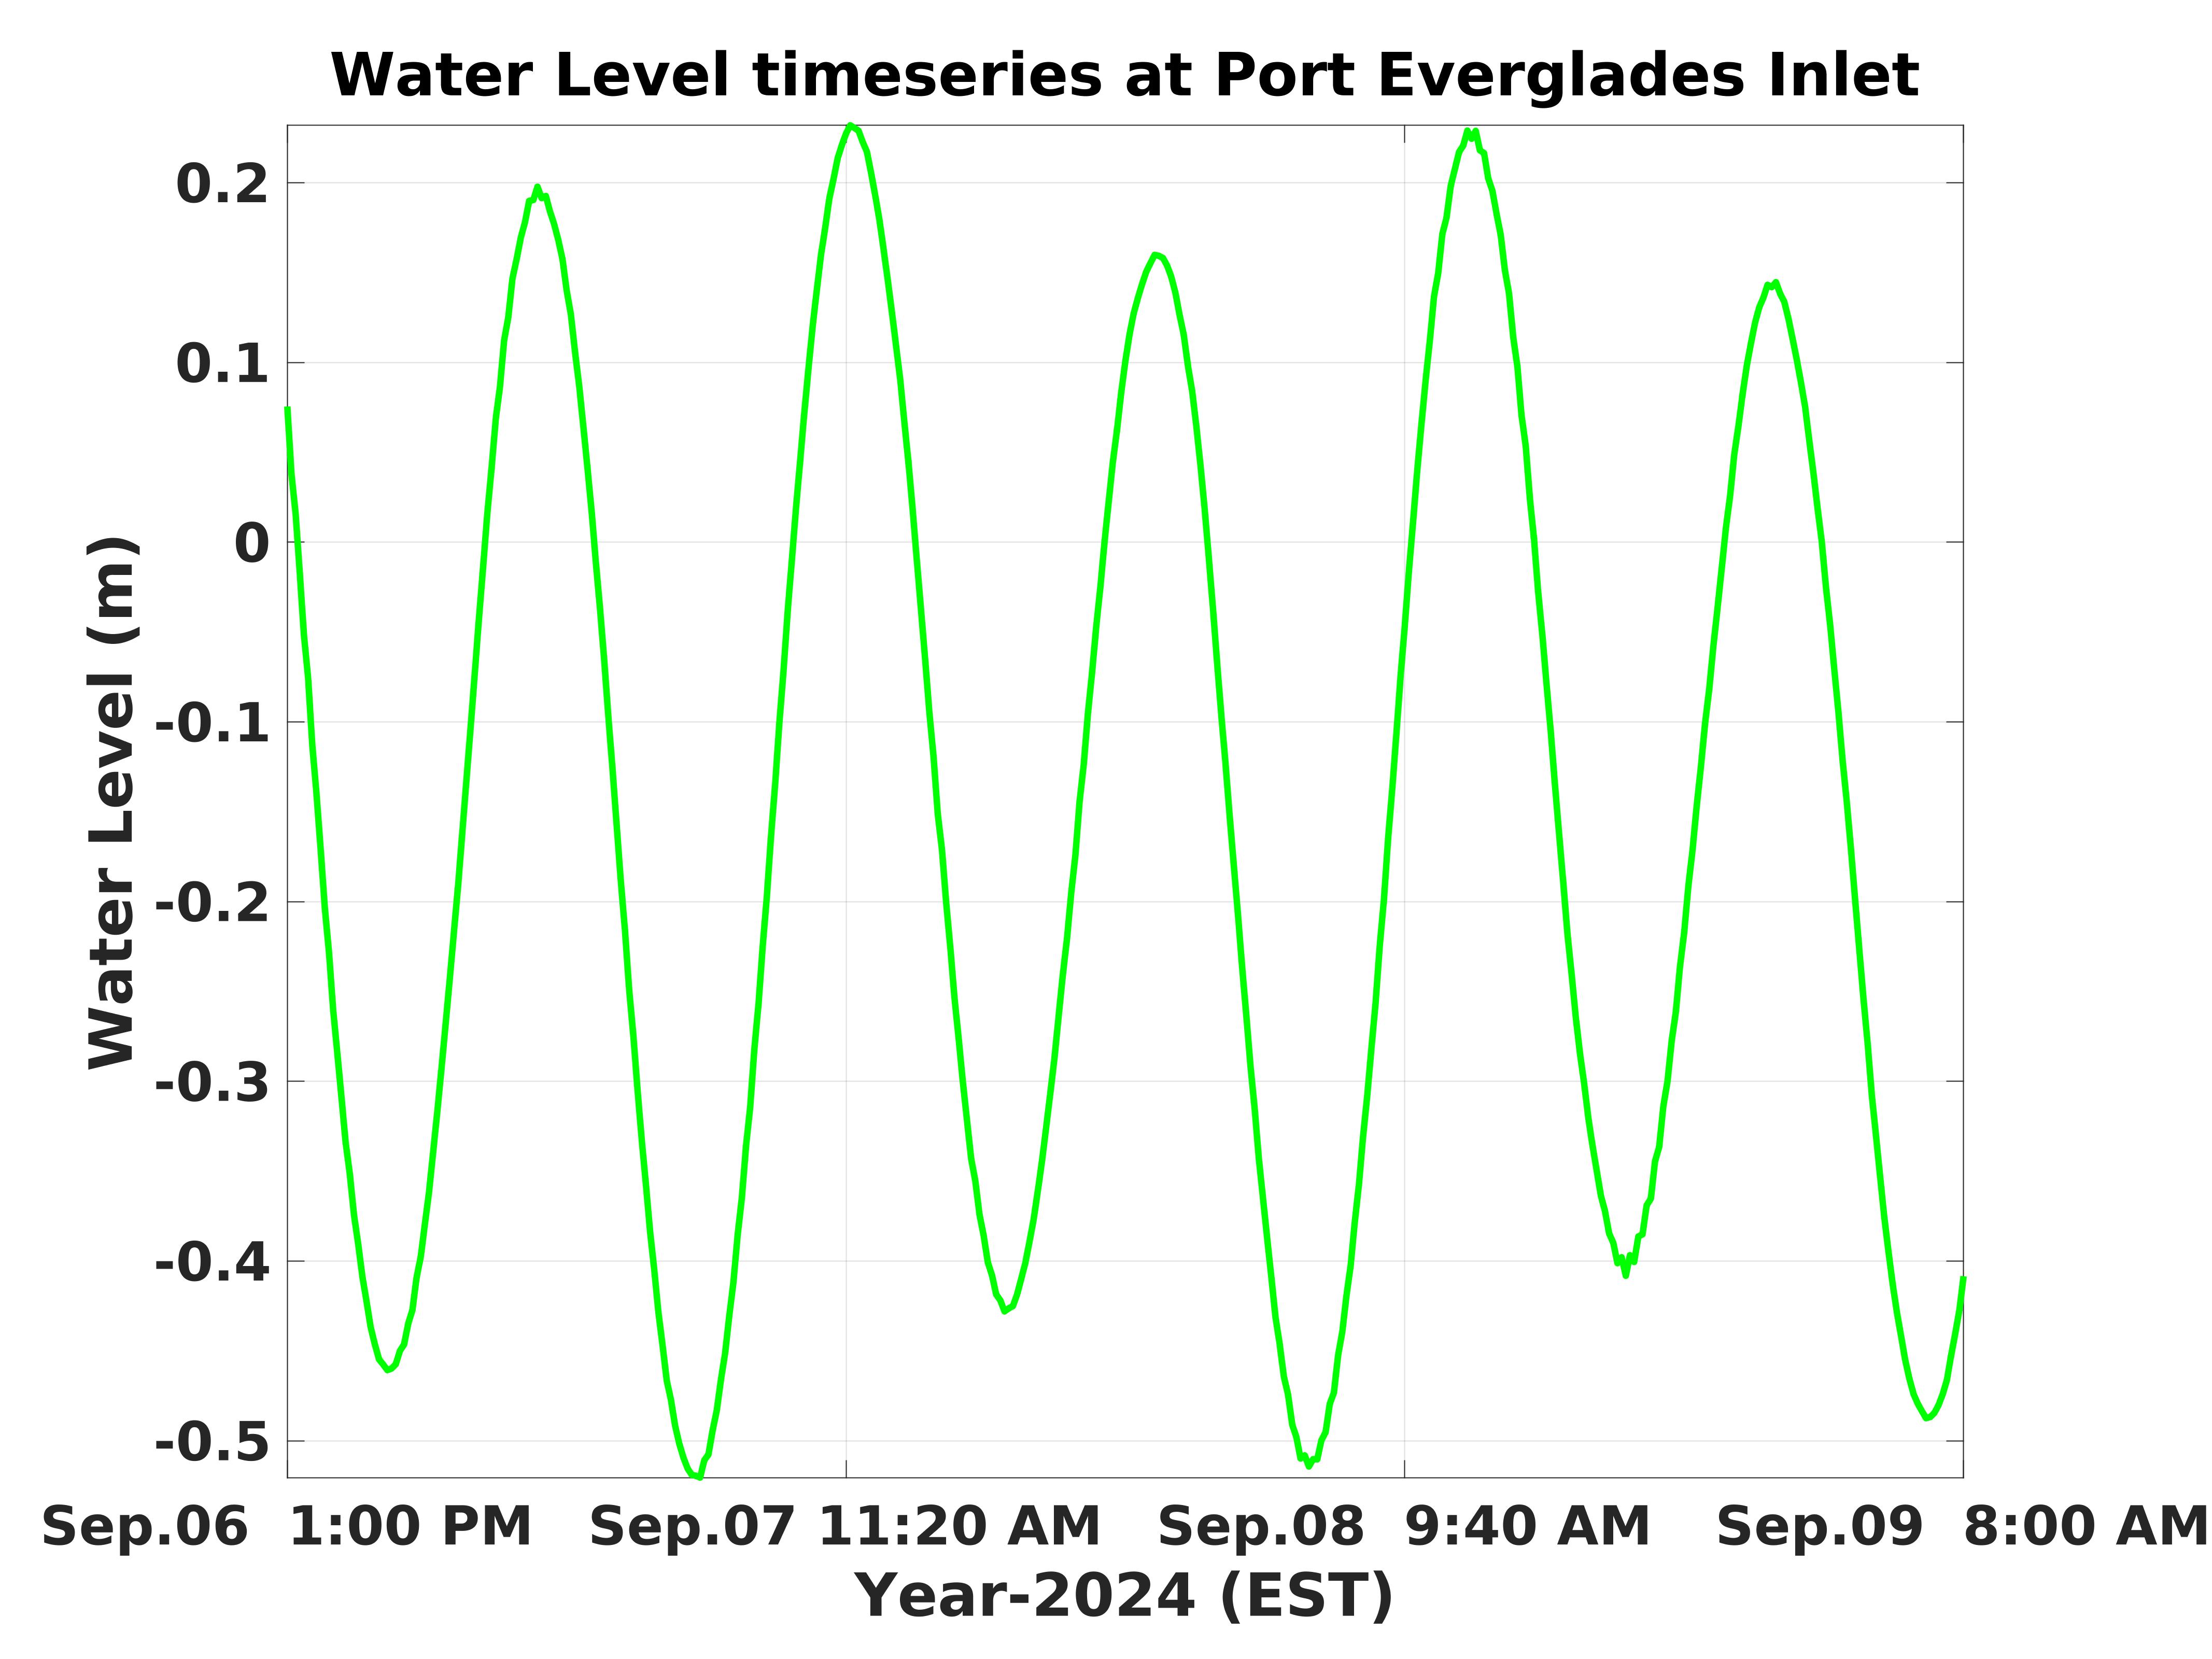 Water Level timeseries at Port Everglades Inlet
0.2
0.1
0
-0.1
-0.2
-0.3
-0.4
-0.5
Water Level (m)
Sep.06 1:00 PM Sep.07 11:20 AM Sep.08 9:40 AM Sep.09 8:00 AM
Year-2024 (EST)